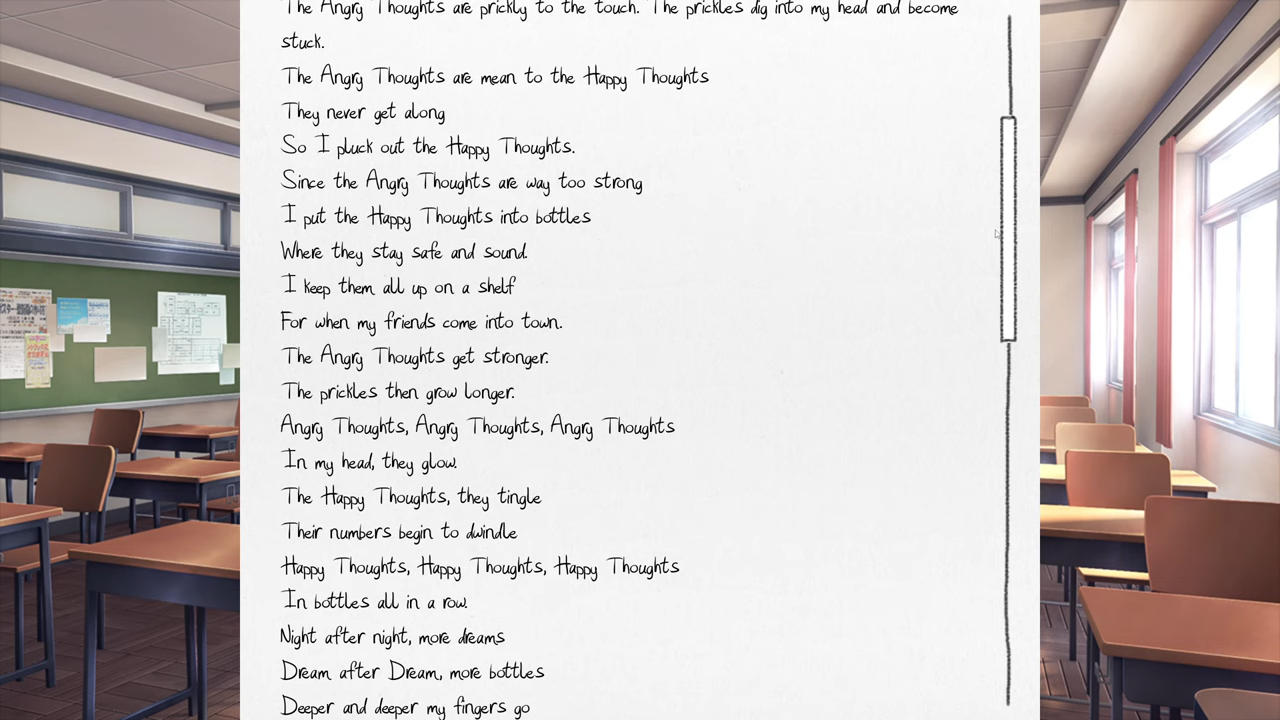 The Angry Thoughts are prickly to the touch. The prickles dig into my head and become
stuck.
The Angry Thoughts are mean to the Happy Thoughts
They never get along
So I pluck out the Happy Thoughts.
Since the Angry Thoughts are way too strong
I put the Happy Thoughts into bottles
Where they stay safe and sound.
I keep them all up on a shelf
For when my friends come into town.
The Angry Thoughts get stronger.
The prickles then grow longer.
Angry Thoughts, Angry Thoughts, Angry Thoughts
In my head, they glow.
The Happy Thoughts, they tingle
Their numbers begin to dwindle
Happy Thoughts, Happy Thoughts, Happy Thoughts
In bottles all in a row.
Night after night, more dreams
Dream after Dream, more bottles
Deeper and deeper my fingers go